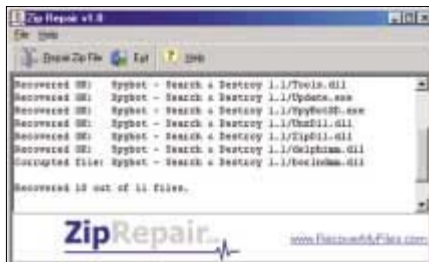 Zip Repair v1.0
File Help
Repair Zip File Exit Help
Recovered OK: Spybot - Search & Destroy 1.1/Tools.dll
Recovered OK: Spybot - Search & Destroy 1.1/Update.exe
Recovered OK: Spybot - Search & Destroy 1.1/SpyBotSD.exe
Recovered OK: Spybot - Search & Destroy 1.1/UnzDll.dll
Recovered OK: Spybot - Search & Destroy 1.1/ZipDll.dll
Recovered OK: Spybot - Search & Destroy 1.1/delphimm.dll
Corrupted file: Spybot - Search & Destroy 1.1/borlndmm.dll
Recovered 10 out of 11 files.
ZipRepair
www.RecoverMyFiles.com